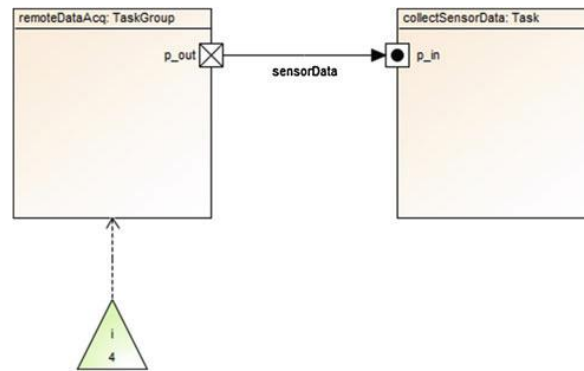 remoteDataAcq: TaskGroup
collectSensorData: Task
p_out
p_in
sensorData
i
4